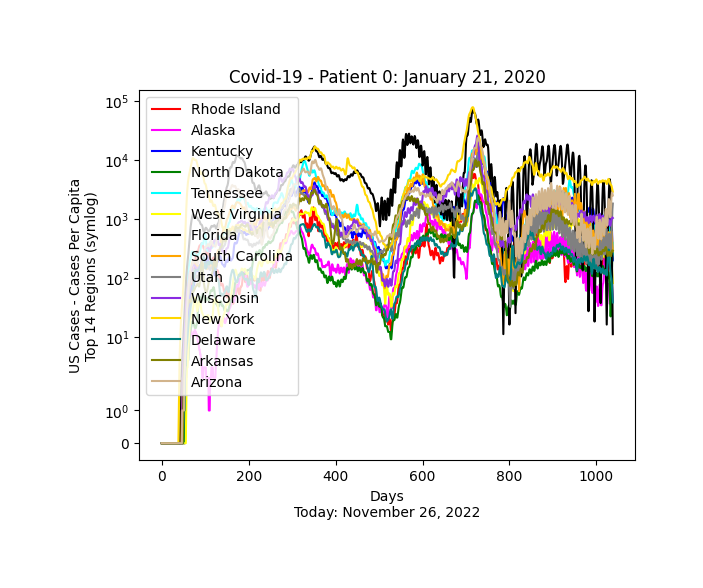 Covid-19 - Patient 0: January 21, 2020
US Cases - Cases Per Capita
Top 14 Regions (symlog)
10^5
10^4
10^3
10^2
10^1
10^0
0
Rhode Island
Alaska
Kentucky
North Dakota
Tennessee
West Virginia
Florida
South Carolina
Utah
Wisconsin
New York
Delaware
Arkansas
Arizona
0 200 400 600 800 1000
Days
Today: November 26, 2022